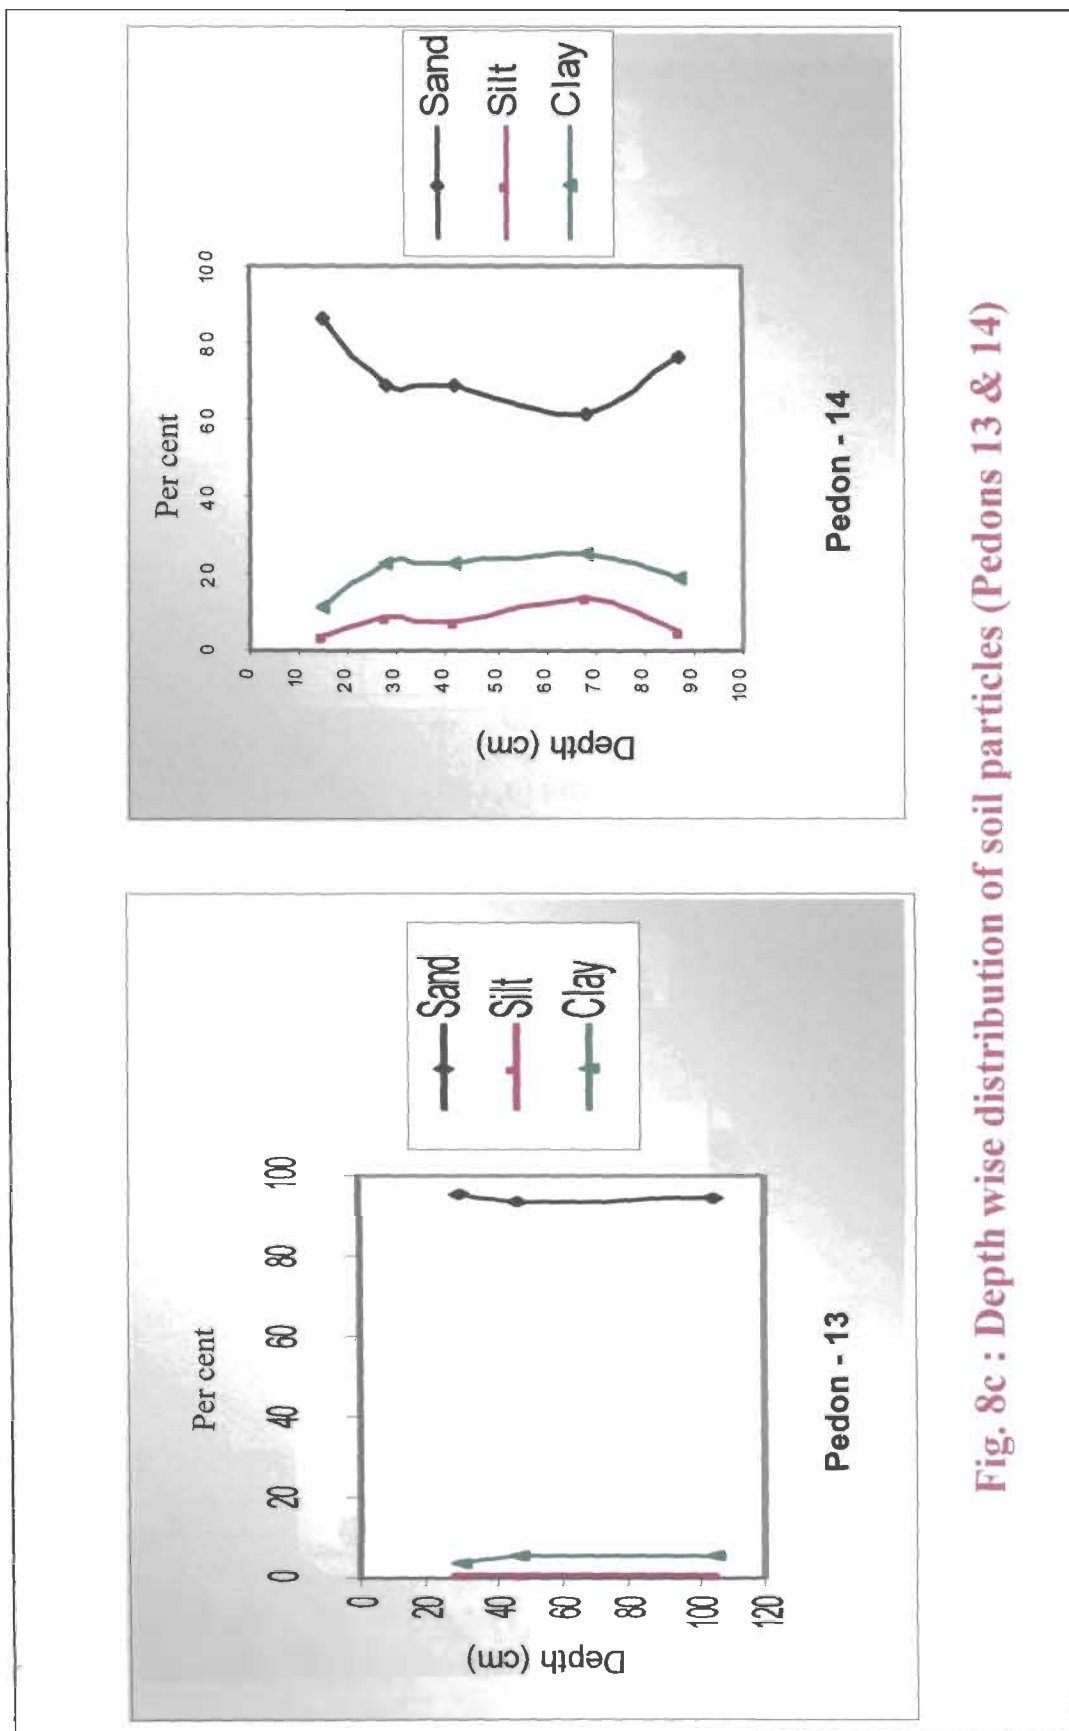 Per cent
0 20 40 60 80 100
0
20
40
60
80
100
120
Depth (cm)
Sand
Silt
Clay
Pedon - 13
Per cent
0 20 40 60 80 100
0
10
20
30
40
50
60
70
80
90
100
Depth (cm)
Sand
Silt
Clay
Pedon - 14
Fig. 8c : Depth wise distribution of soil particles (Pedons 13 & 14)